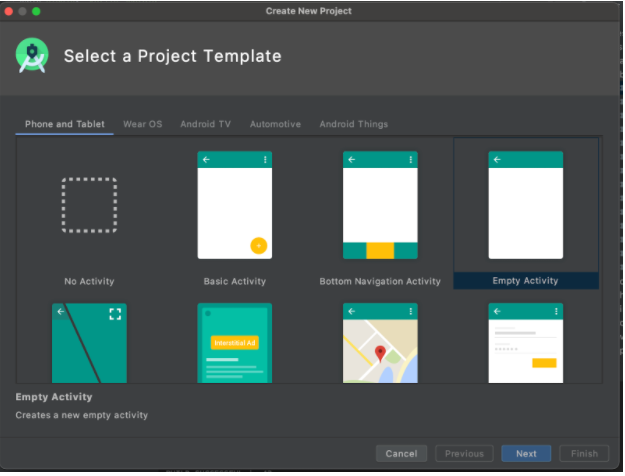 Create New Project
Select a Project Template
Phone and Tablet Wear OS Android TV Automotive Android Things
No Activity Basic Activity Bottom Navigation Activity Empty Activity
Interstitial Ad
Empty Activity
Creates a new empty activity
Cancel Previous Next Finish